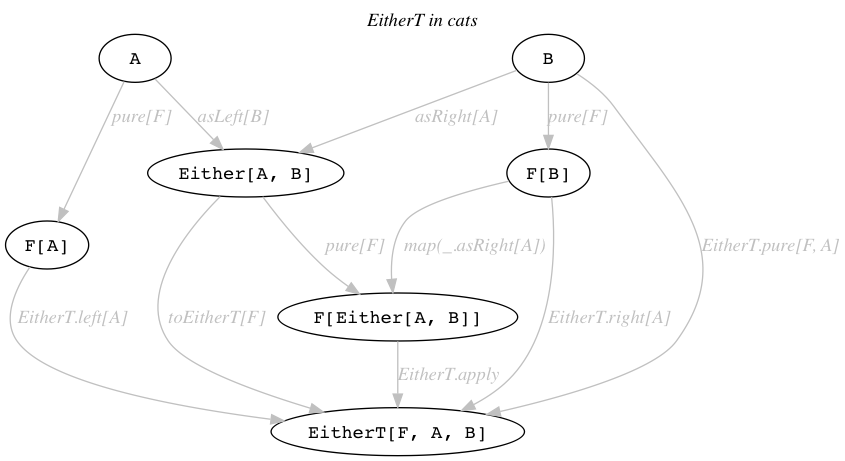 EitherT in cats
A
B
pure[F]
asLeft[B]
asRight[A]
pure[F]
Either[A, B]
F[B]
F[A]
pure[F]
map(_.asRight[A])
EitherT.pure[F, A]
EitherT.left[A]
toEitherT[F]
F[Either[A, B]]
EitherT.right[A]
EitherT.apply
EitherT[F, A, B]